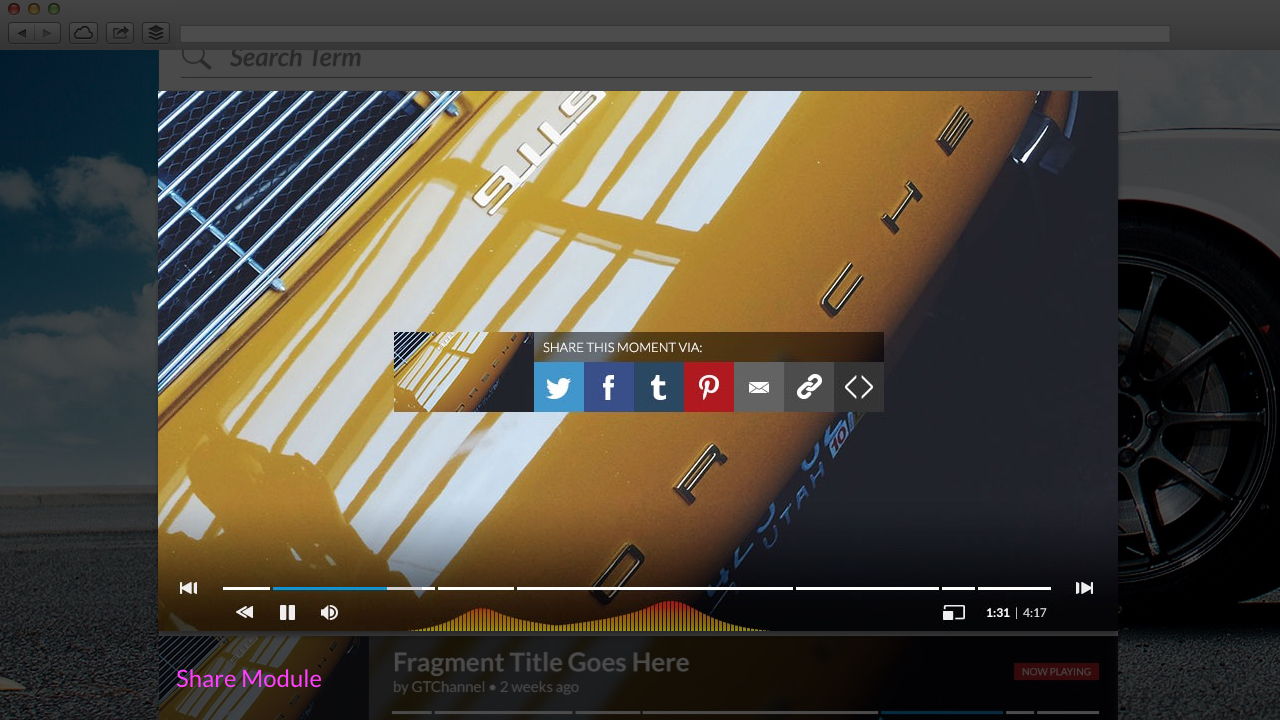 Search Term
SHARE THIS MOMENT VIA:
UTAH
1:31 | 4:17
Fragment Title Goes Here
by GTChannel • 2 weeks ago
NOW PLAYING
Share Module